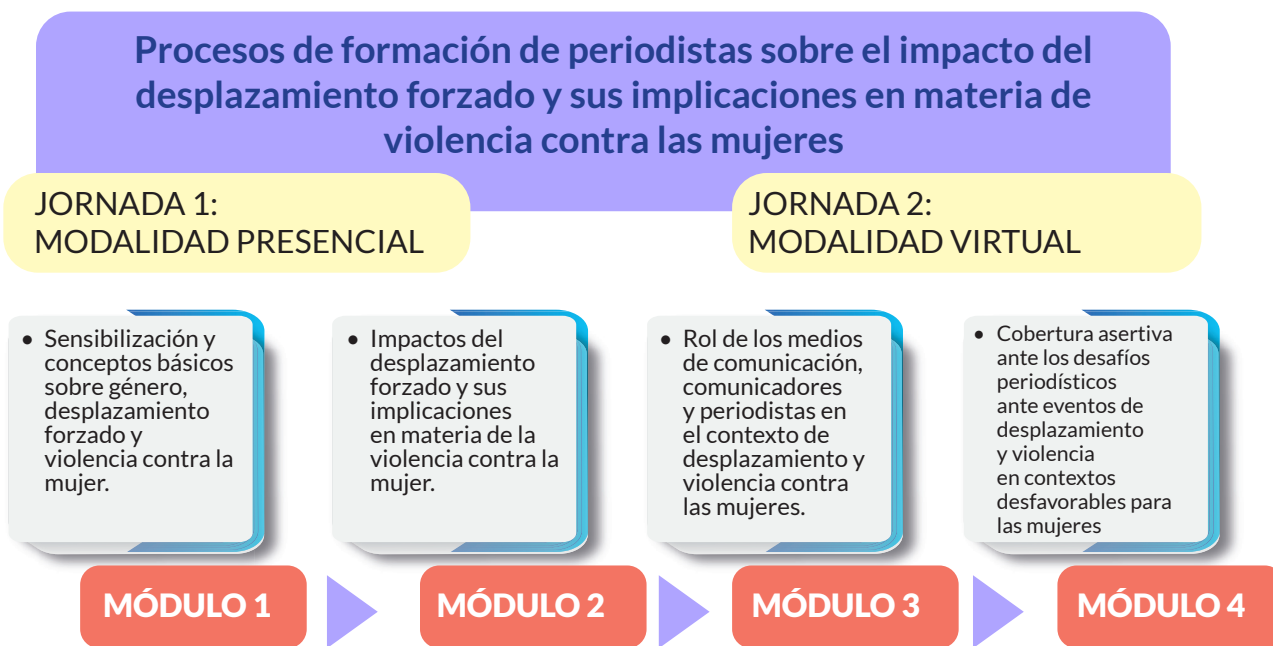 Procesos de formación de periodistas sobre el impacto del
desplazamiento forzado y sus implicaciones en materia de
violencia contra las mujeres
JORNADA 1:
MODALIDAD PRESENCIAL
JORNADA 2:
MODALIDAD VIRTUAL
• Sensibilización y
conceptos básicos
sobre género,
desplazamiento
forzado y
violencia contra la
mujer.
• Impactos del
desplazamiento
forzado y sus
implicaciones
en materia de la
violencia contra la
mujer.
• Rol de los medios
de comunicación,
comunicadores
y periodistas en
el contexto de
desplazamiento y
violencia contra
las mujeres.
• Cobertura asertiva
ante los desafíos
periodísticos
ante eventos de
desplazamiento
y violencia
en contextos
desfavorables para
las mujeres
MÓDULO 1
MÓDULO 2
MÓDULO 3
MÓDULO 4